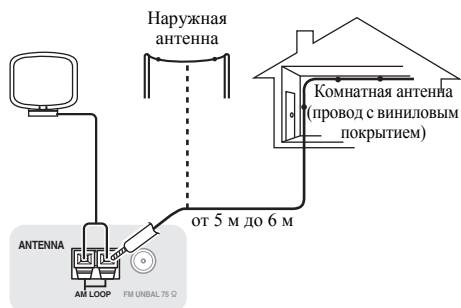 Наружная
антенна
Комнатная антенна
(провод с виниловым
покрытием)
от 5 м до 6 м
ANTENNA
AM LOOP
FM UNBAL 75 Ω